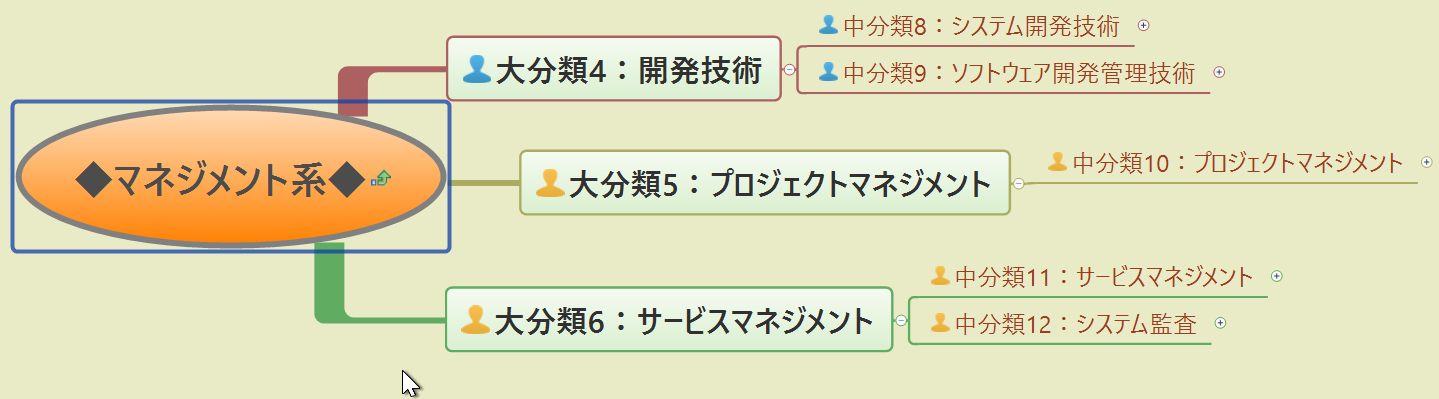 ◆マネジメント系◆
大分類4：開発技術
中分類8：システム開発技術
中分類9：ソフトウェア開発管理技術
大分類5：プロジェクトマネジメント
中分類10：プロジェクトマネジメント
大分類6：サービスマネジメント
中分類11：サービスマネジメント
中分類12：システム監査